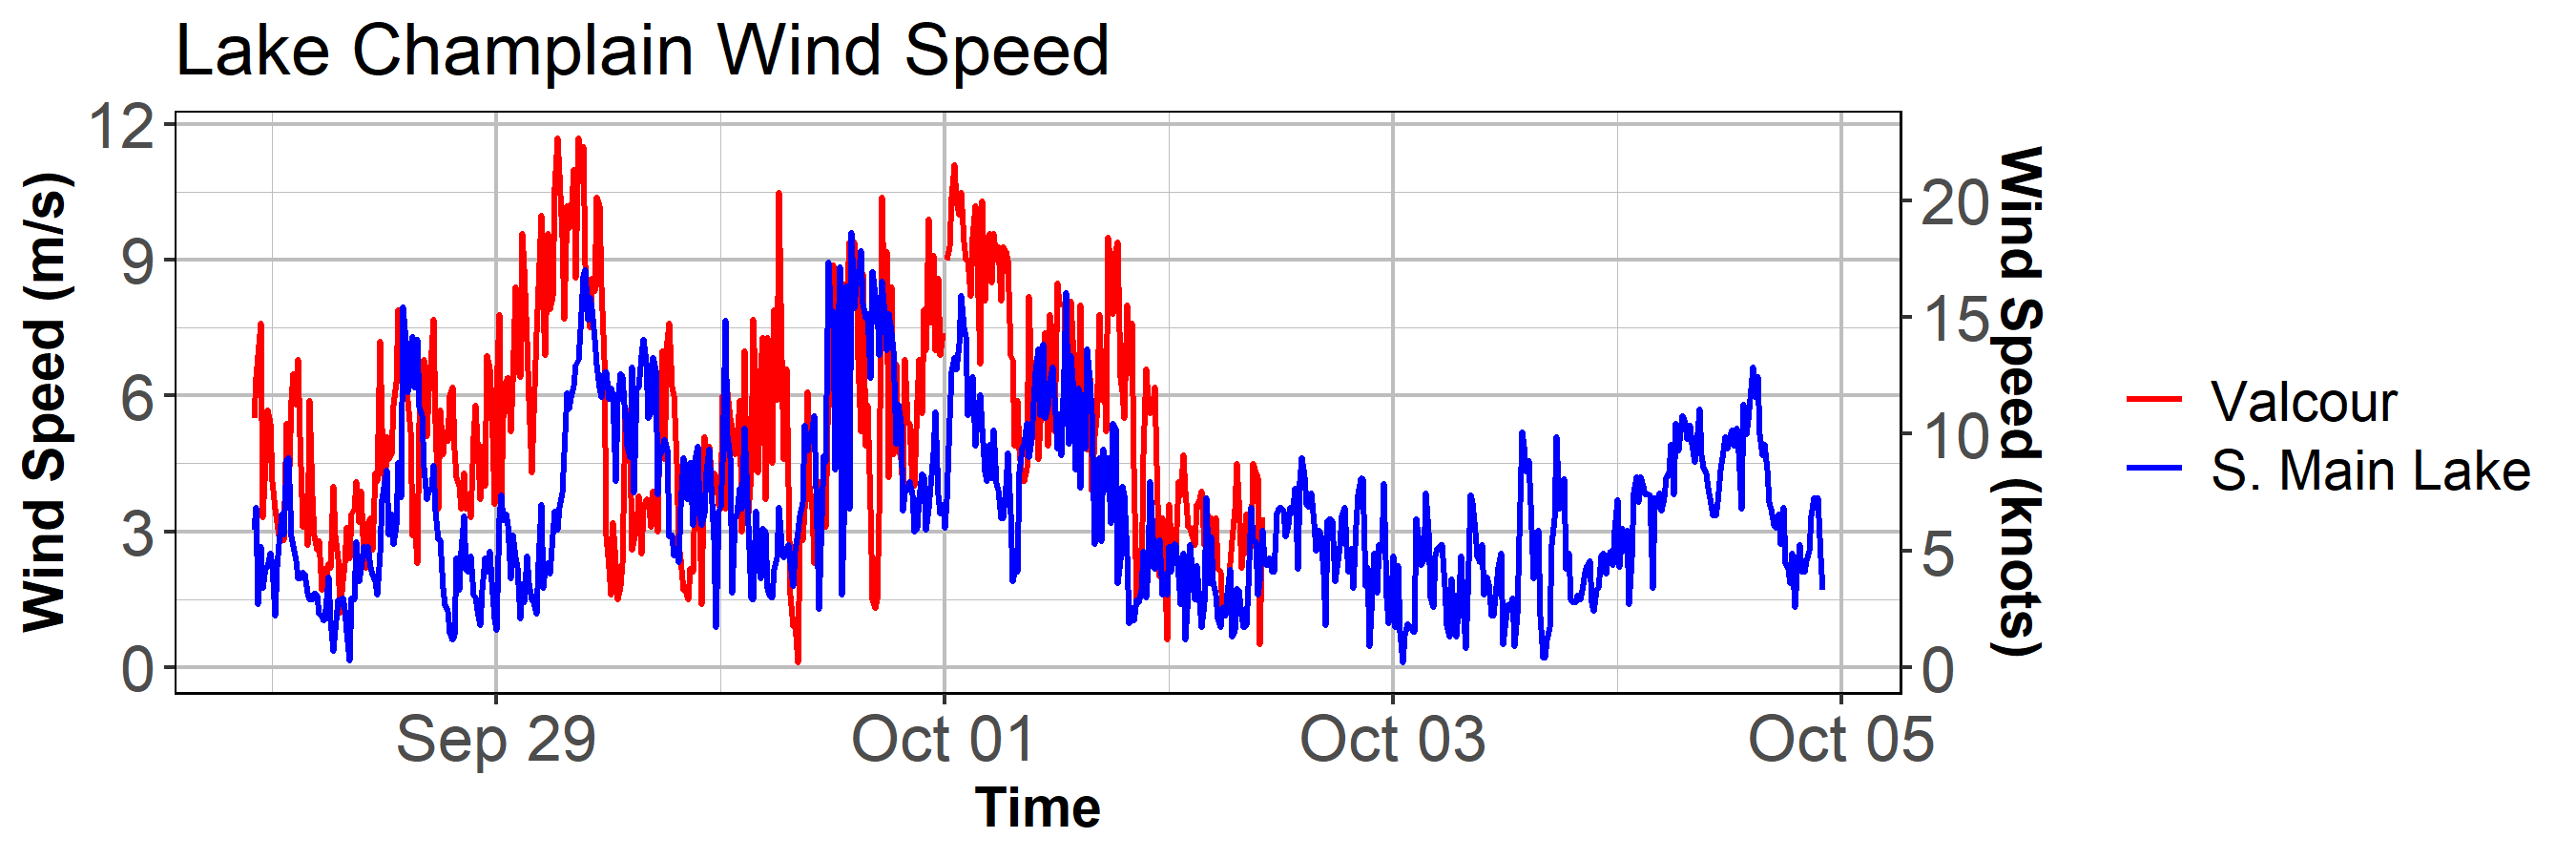 Lake Champlain Wind Speed
Wind Speed (m/s)
12
9
6
3
0
20
15
10
5
0
Wind Speed (knots)
Sep 29
Oct 01
Oct 03
Oct 05
Time
Valcour
S. Main Lake